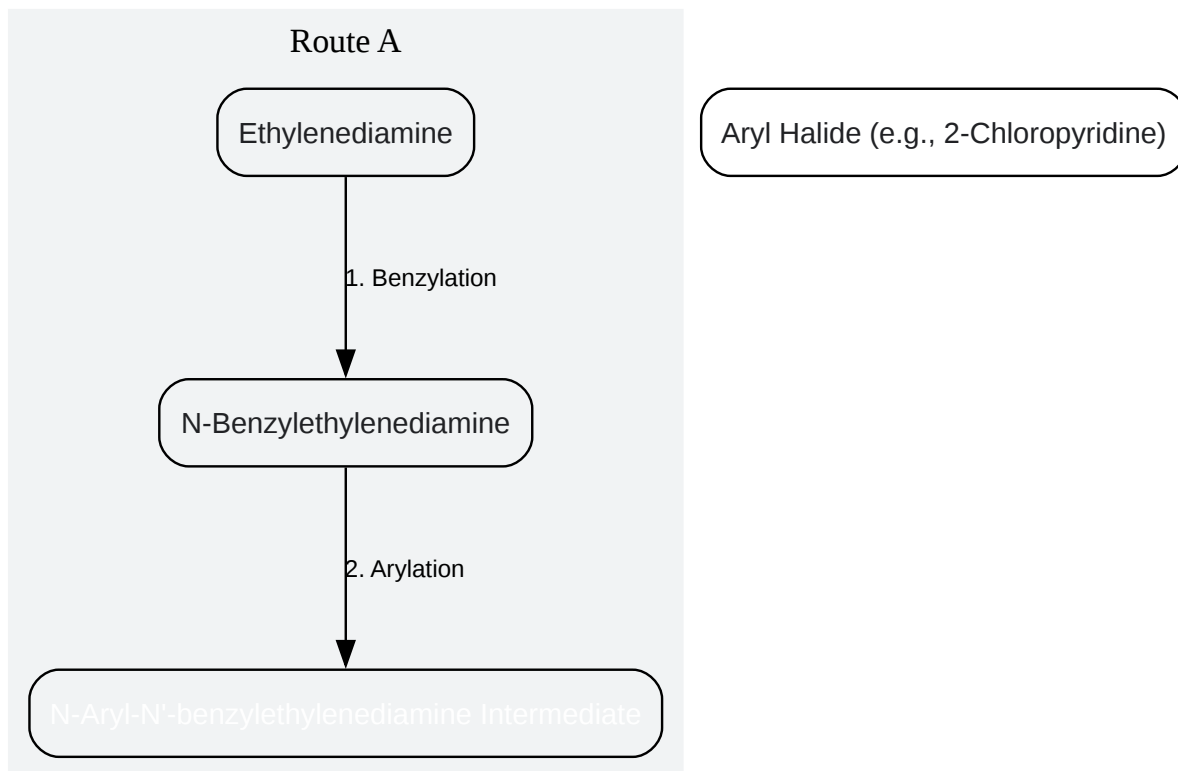 Route A
Ethylenediamine
Aryl Halide (e.g., 2-Chloropyridine)
1. Benzylation
N-Benzylethylenediamine
2. Arylation
N-Aryl-N'-benzylethylenediamine Intermediate